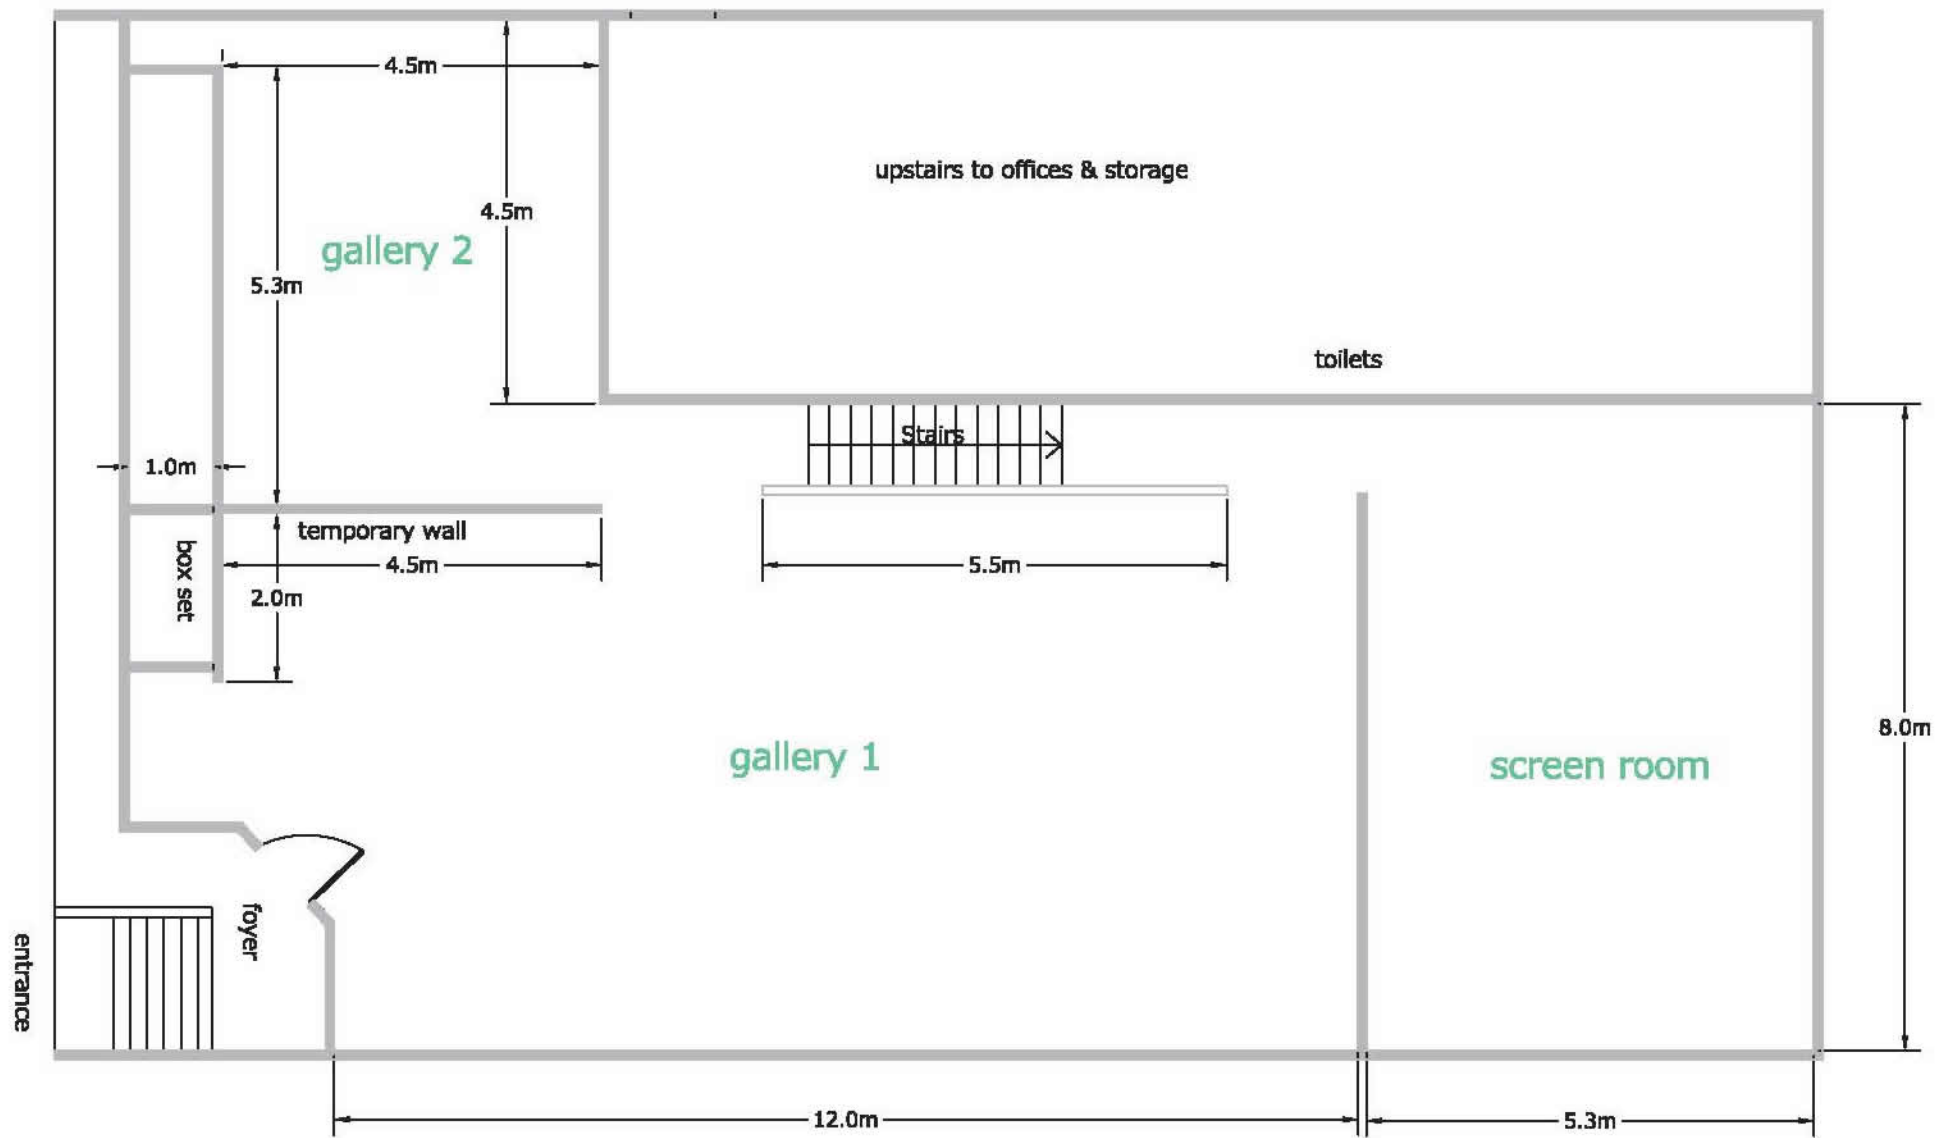 4.5m
upstairs to offices & storage
4.5m
gallery 2
5.3m
toilets
Stairs
1.0m
temporary wall
box set
4.5m
5.5m
2.0m
gallery 1
screen room
8.0m
foyer
entrance
12.0m
5.3m